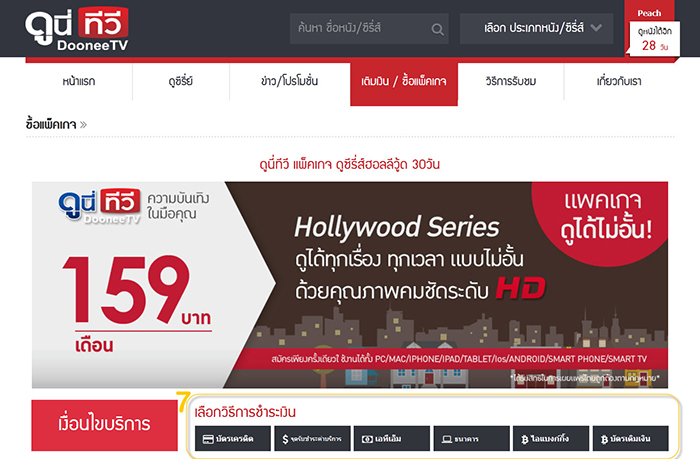 ดูนี่ ทีวี
DooneeTV
ค้นหา ชื่อหนัง/ซีรี่ส์
เลือก ประเภทหนัง/ซีรี่ส์
Peach
ดูหนังได้อีก
28 วัน
หน้าแรก
ดูซีรี่ย์
ข่าว/โปรโมชั่น
เติมเงิน / ซื้อแพ็คเกจ
วิธีการรับชม
เกี่ยวกับเรา
ซื้อแพ็คเกจ »
ดูนี่ทีวี แพ็คเกจ ดูซีรี่ส์ฮอลลีวู้ด 30วัน
ดูนี่ ทีวี
DooneeTV
ความบันเทิง
ในมือคุณ
159 บาท
เดือน
Hollywood Series
ดูได้ทุกเรื่อง ทุกเวลา แบบไม่อั้น
ด้วยคุณภาพคมชัดระดับ HD
แพคเกจ
ดูได้ไม่อั้น!
สมัครเพียงครั้งเดียวใช้งานได้ทั้ง PC/MAC/IPHONE/IPAD/TABLET/Ios/ANDROID/SMART PHONE/SMART TV
*ได้รับสิทธิในการเผยแพร่โดยถูกต้องตามกฎหมาย*
เงื่อนไขบริการ
7
เลือกวิธีการชำระเงิน
บัตรเครดิต
จุดรับชำระค่าบริการ
เอทีเอ็ม
ธนาคาร
ไอแบงก์กิ้ง
บัตรเติมเงิน